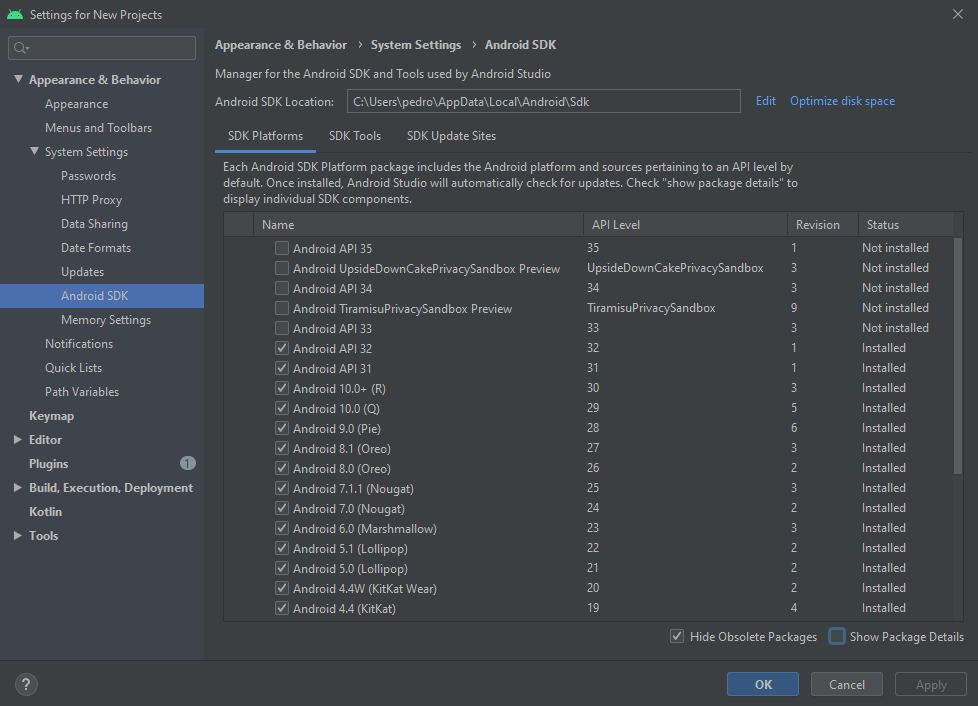 Settings for New Projects
Appearance & Behavior
Appearance
Menus and Toolbars
System Settings
Passwords
HTTP Proxy
Data Sharing
Date Formats
Updates
Android SDK
Memory Settings
Notifications
Quick Lists
Path Variables
Keymap
Editor
Plugins 1
Build, Execution, Deployment
Kotlin
Tools
Appearance & Behavior › System Settings › Android SDK
Manager for the Android SDK and Tools used by Android Studio
Android SDK Location: C:\Users\pedro\AppData\Local\Android\Sdk Edit Optimize disk space
SDK Platforms SDK Tools SDK Update Sites
Each Android SDK Platform package includes the Android platform and sources pertaining to an API level by
default. Once installed, Android Studio will automatically check for updates. Check "show package details" to
display individual SDK components.
Name API Level Revision Status
Android API 35 35 1 Not installed
Android UpsideDownCakePrivacySandbox Preview UpsideDownCakePrivacySandbox 3 Not installed
Android API 34 34 3 Not installed
Android TiramisuPrivacySandbox Preview TiramisuPrivacySandbox 9 Not installed
Android API 33 33 3 Not installed
Android API 32 32 1 Installed
Android API 31 31 1 Installed
Android 10.0+ (R) 30 3 Installed
Android 10.0 (Q) 29 5 Installed
Android 9.0 (Pie) 28 6 Installed
Android 8.1 (Oreo) 27 3 Installed
Android 8.0 (Oreo) 26 2 Installed
Android 7.1.1 (Nougat) 25 3 Installed
Android 7.0 (Nougat) 24 2 Installed
Android 6.0 (Marshmallow) 23 3 Installed
Android 5.1 (Lollipop) 22 2 Installed
Android 5.0 (Lollipop) 21 2 Installed
Android 4.4W (KitKat Wear) 20 2 Installed
Android 4.4 (KitKat) 19 4 Installed
Hide Obsolete Packages Show Package Details
? OK Cancel Apply